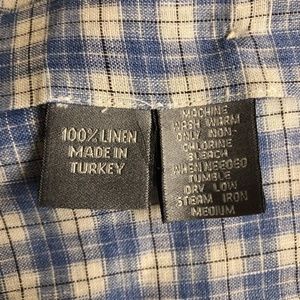 100% LINEN
MADE IN
TURKEY
MACHINE
WASH WARM
ONLY NON-
CHLORINE
BLEACH
WHEN NEEDED
TUMBLE
DRY LOW
STEAM IRON
MEDIUM